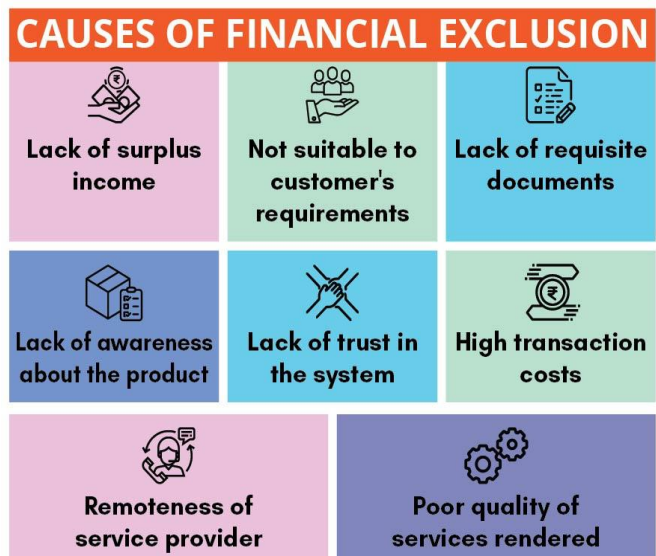 CAUSES OF FINANCIAL EXCLUSION
₹
Lack of surplus
income
Not suitable to
customer's
requirements
Lack of requisite
documents
Lack of awareness
about the product
Lack of trust in
the system
₹
High transaction
costs
Remoteness of
service provider
Poor quality of
services rendered